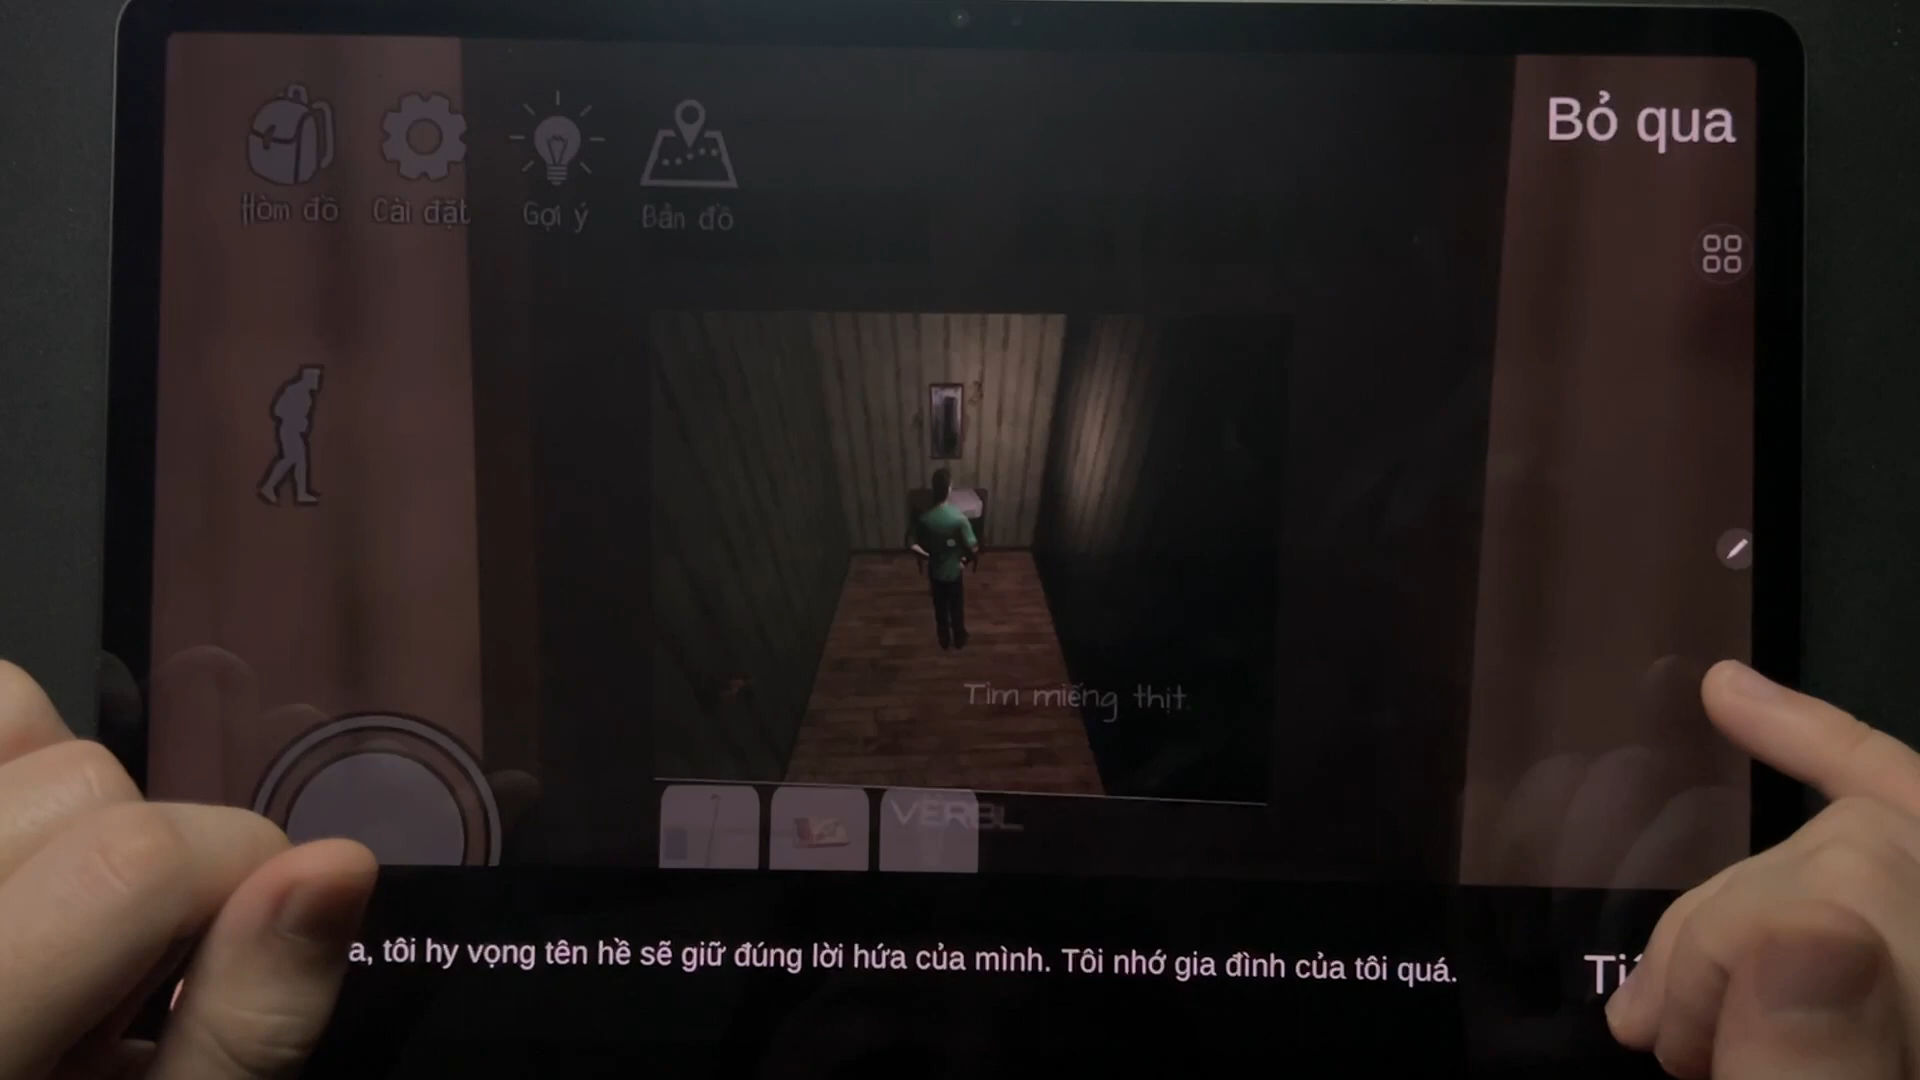 Bỏ qua
Hòm đồ Cài đặt Gợi ý Bản đồ
Tìm miếng thịt.
tôi hy vọng tên hề sẽ giữ đúng lời hứa của mình. Tôi nhớ gia đình của tôi quá.